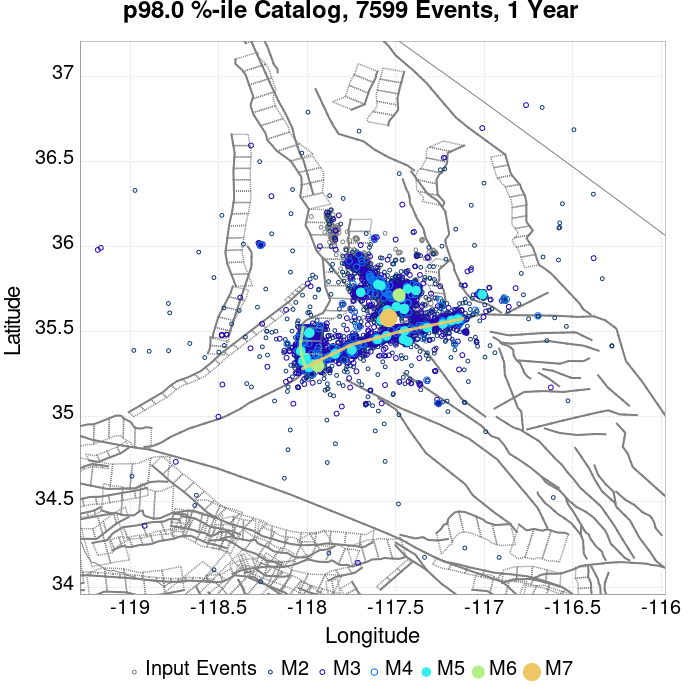 p98.0 %-ile Catalog, 7599 Events, 1 Year
37
36.5
36
35.5
35
34.5
34
Latitude
-119 -118.5 -118 -117.5 -117 -116.5 -116
Longitude
Input Events M2 M3 M4 M5 M6 M7